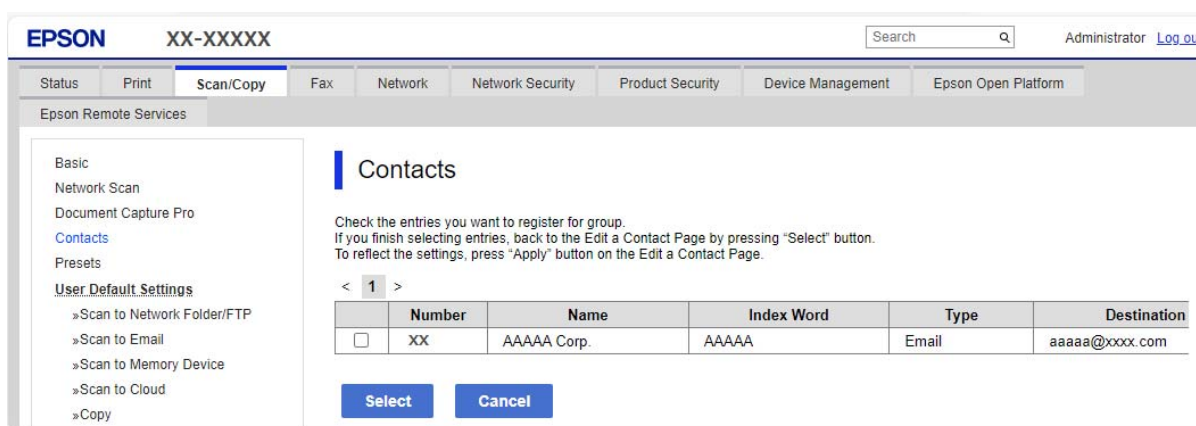 EPSON XX-XXXXX Search Administrator Log ou
Status Print Scan/Copy Fax Network Network Security Product Security Device Management Epson Open Platform
Epson Remote Services
Basic
Network Scan
Document Capture Pro
Contacts
Presets
User Default Settings
»Scan to Network Folder/FTP
»Scan to Email
»Scan to Memory Device
»Scan to Cloud
»Copy
Contacts
Check the entries you want to register for group.
If you finish selecting entries, back to the Edit a Contact Page by pressing “Select” button.
To reflect the settings, press “Apply” button on the Edit a Contact Page.
< 1 >
Number Name Index Word Type Destination
XX AAAAA Corp. AAAAA Email aaaaa@xxxx.com
Select Cancel